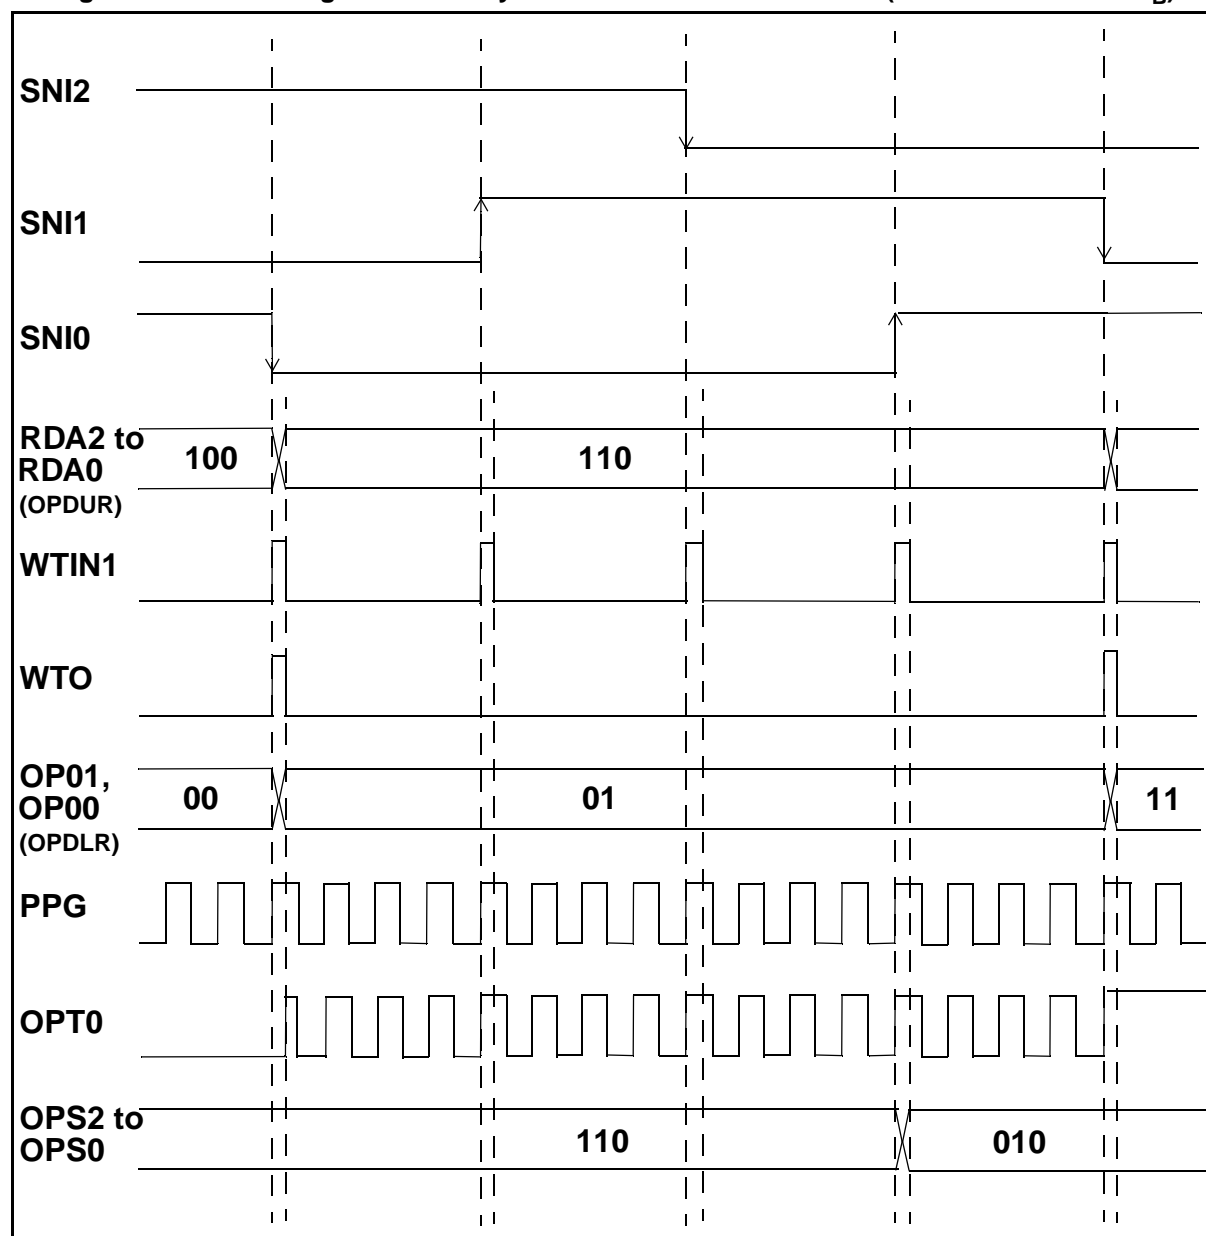 SNI2
SNI1
SNI0
RDA2 to
RDA0
(OPDUR)
100
110
WTIN1
WTO
OP01,
OP00
(OPDLR)
00
01
11
PPG
OPT0
OPS2 to
OPS0
110
010